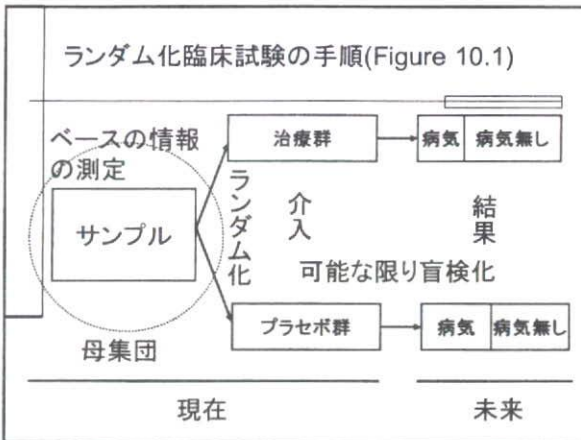 ランダム化臨床試験の手順(Figure 10.1)
ベースの情報
の測定
サンプル
母集団
ランダム化
治療群
病気
病気無し
介入
結果
可能な限り盲検化
プラセボ群
病気
病気無し
現在
未来